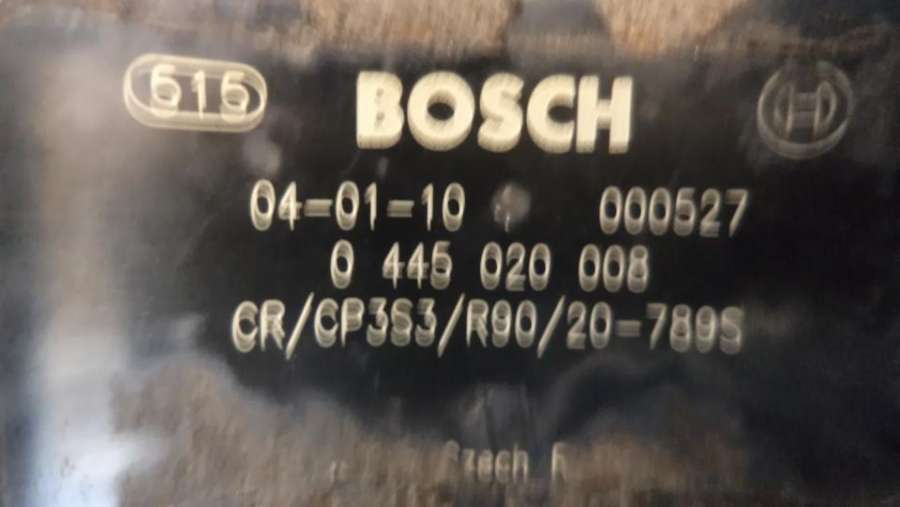 515 BOSCH
04-01-10 000527
0 445 020 008
CR/CP3S3/R90/20-789S
Czech R